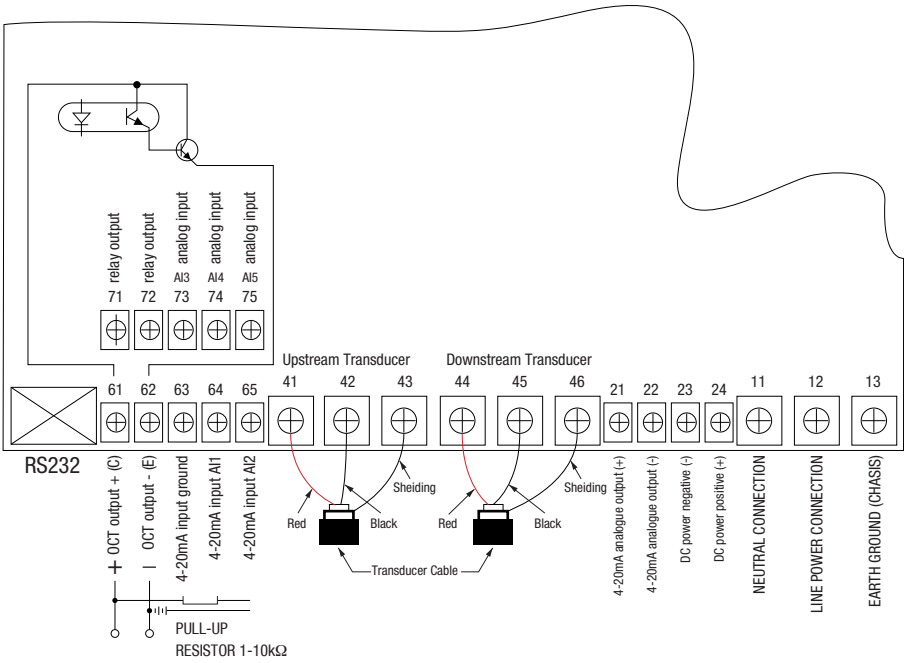 relay output
relay output
analog input
analog input
analog input
AI3
AI4
AI5
71
72
73
74
75
Upstream Transducer
Downstream Transducer
61
62
63
64
65
41
42
43
44
45
46
21
22
23
24
11
12
13
RS232
+ OCT output + (C)
– OCT output - (E)
4-20mA input ground
4-20mA input AI1
4-20mA input AI2
Red
Black
Sheiding
Red
Black
Sheiding
Transducer Cable
4-20mA analogue output (+)
4-20mA analogue output (-)
DC power negative (-)
DC power positive (+)
NEUTRAL CONNECTION
LINE POWER CONNECTION
EARTH GROUND (CHASIS)
PULL-UP
RESISTOR 1-10kΩ